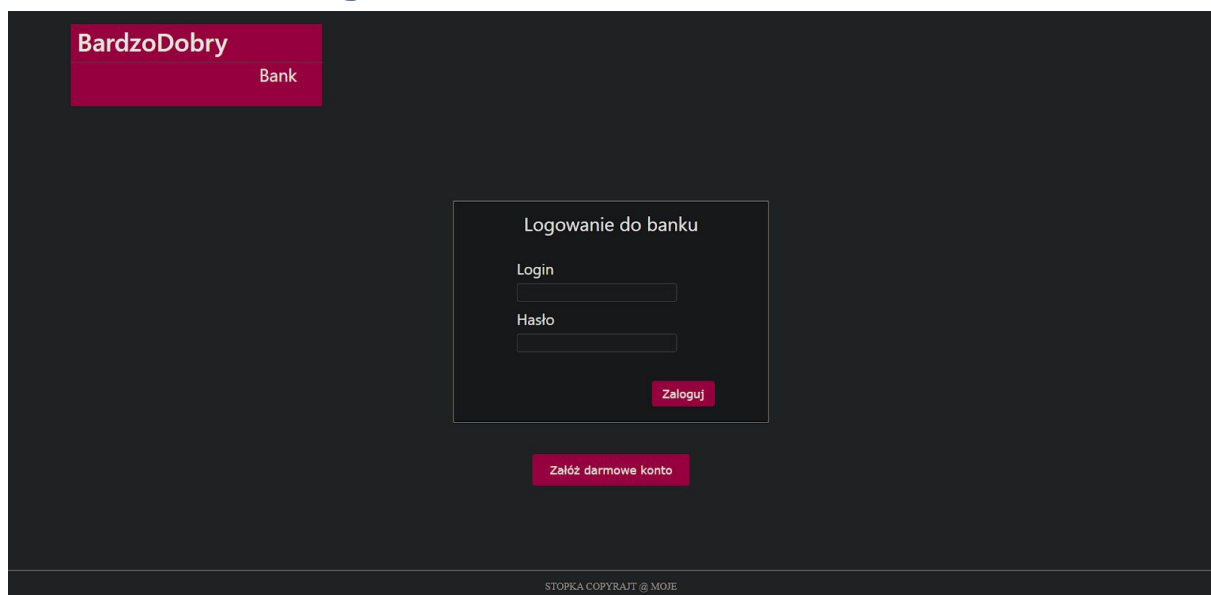 BardzoDobry
Bank
Logowanie do banku
Login
Hasło
Zaloguj
Załóż darmowe konto
STOPKA COPYRAJT @ MOJE